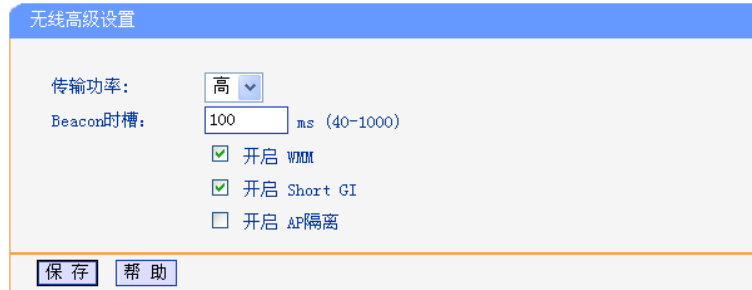 无线高级设置
传输功率: 高
Beacon时槽: 100 ms (40-1000)
开启 WMM
开启 Short GI
开启 AP隔离
保 存 帮 助